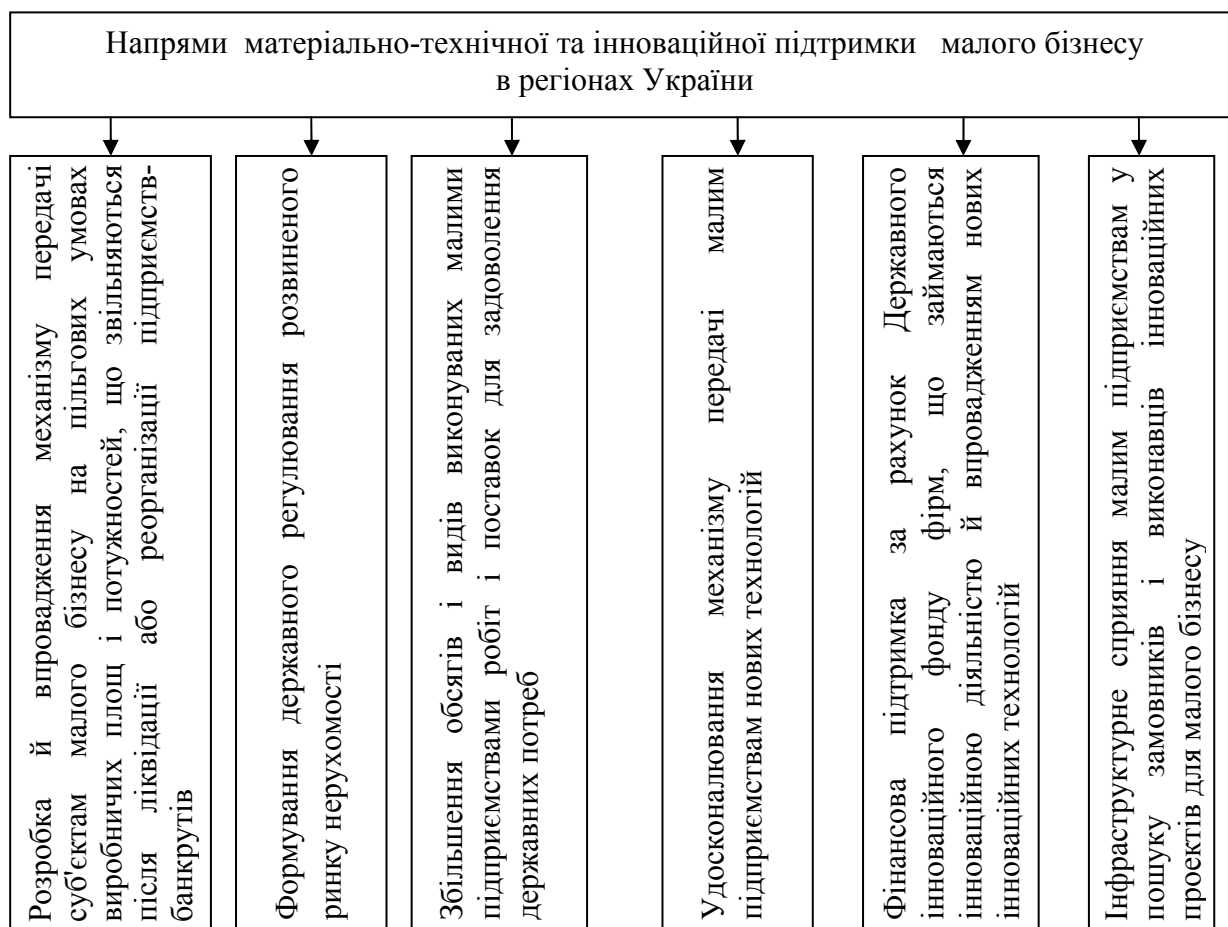 Напрями матеріально-технічної та інноваційної підтримки малого бізнесу
в регіонах України
Розробка й впровадження механізму передачі
суб'єктам малого бізнесу на пільгових умовах
виробничих площ і потужностей, що звільняються
після ліквідації або реорганізації підприємств-
банкрутів
Формування державного регулювання розвиненого
ринку нерухомості
Збільшення обсягів і видів виконуваних малими
підприємствами робіт і поставок для задоволення
державних потреб
Удосконалювання механізму передачі малим
підприємствам нових технологій
Фінансова підтримка за рахунок Державного
інноваційного фонду фірм, що займаються
інноваційною діяльністю й впровадженням нових
інноваційних технологій
Інфраструктурне сприяння малим підприємствам у
пошуку замовників і виконавців інноваційних
проектів для малого бізнесу